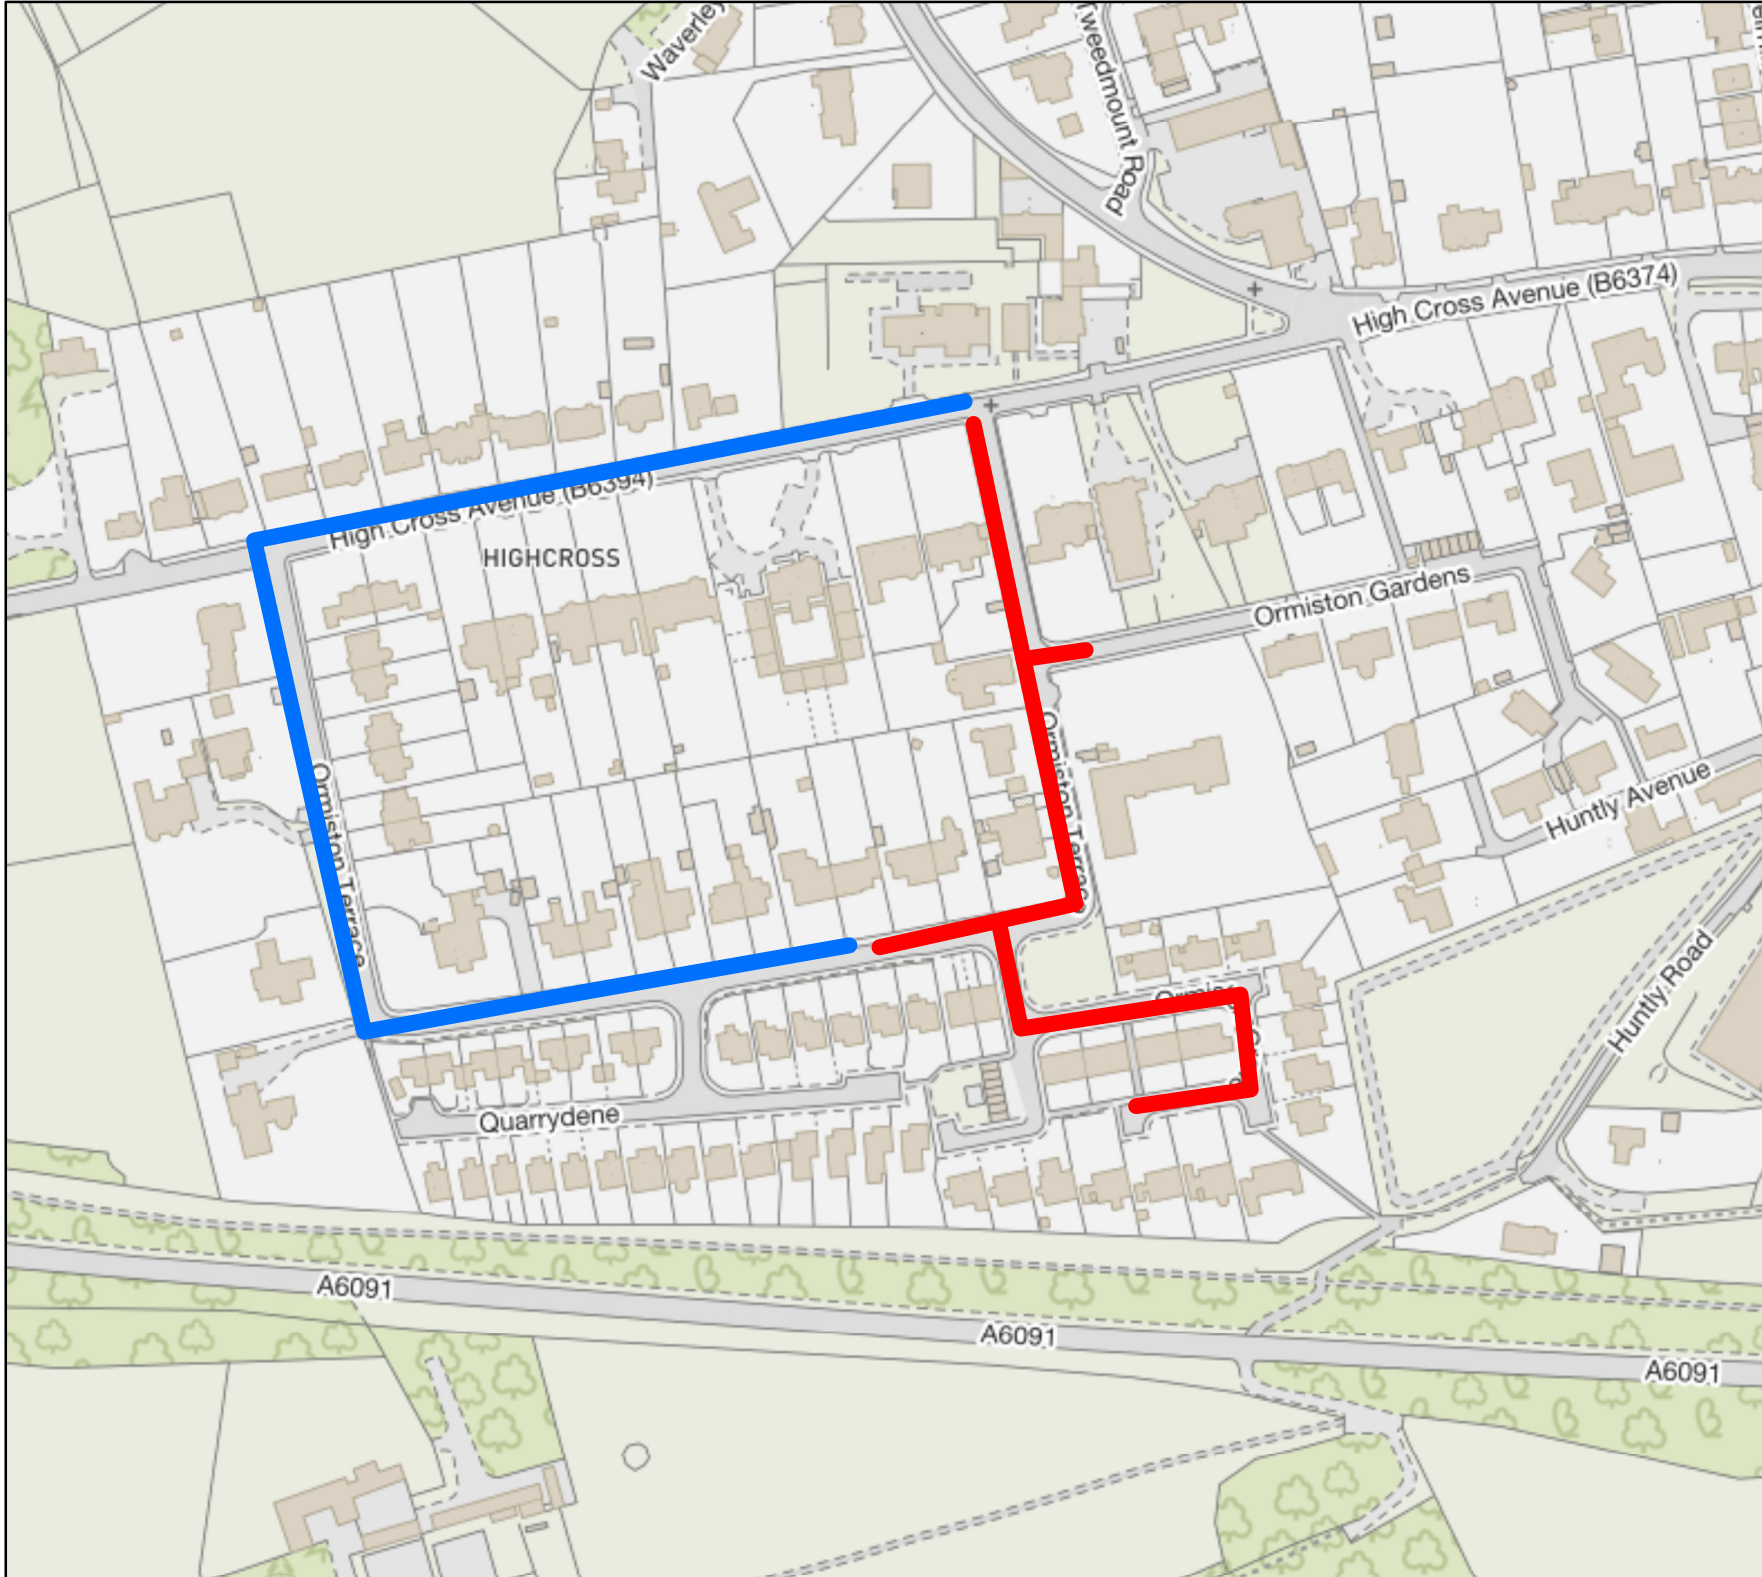 Waverley
Tweedmount Road
High Cross Avenue (B6374)
High Cross Avenue (B6394)
HIGHCROSS
Ormiston Gardens
Ormiston Terrace
Ormiston Terrace
Huntly Avenue
Huntly Road
Quarrydene
A6091
A6091
A6091